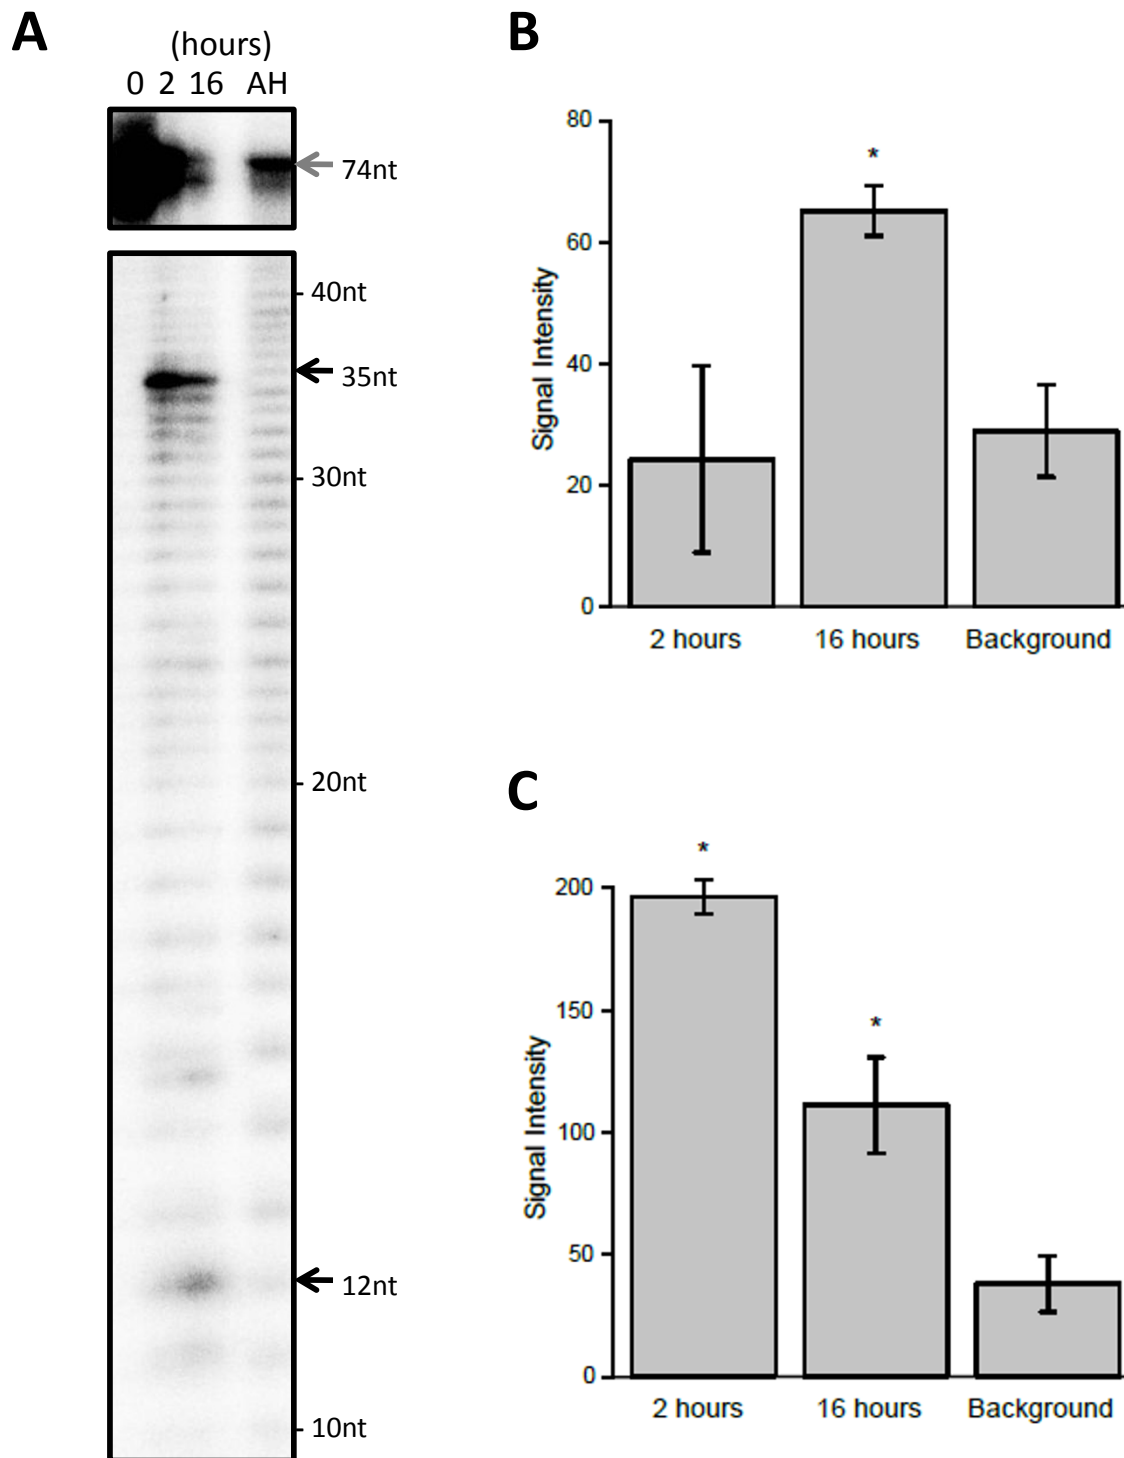 A
(hours)
0 2 16 AH
74nt
40nt
35nt
30nt
20nt
12nt
10nt
B
80
60
40
20
0
Signal Intensity
*
2 hours 16 hours Background
C
200
150
100
50
0
Signal Intensity
*
*
2 hours 16 hours Background